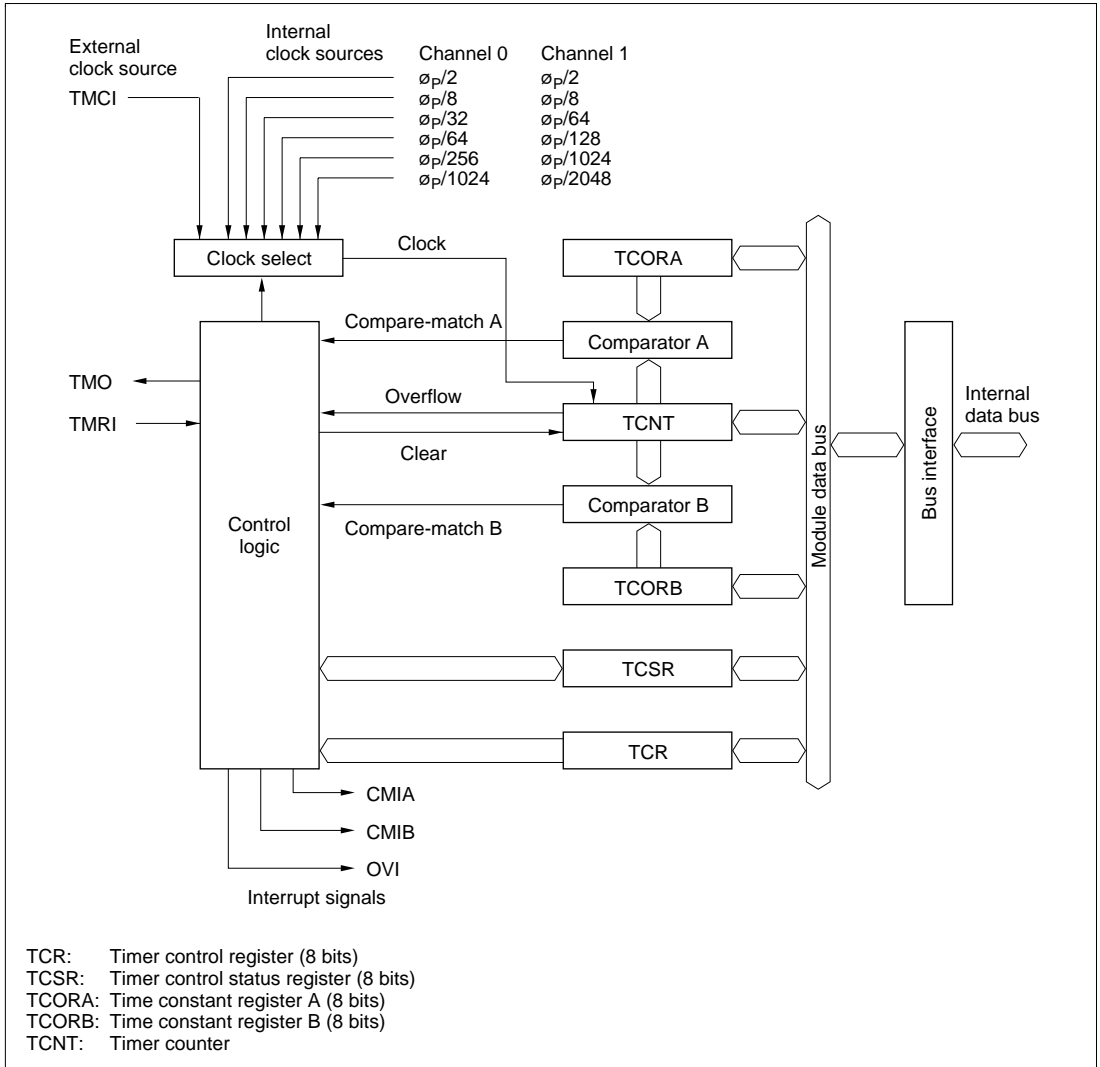 External
clock source
TMCI
Internal
clock sources
Channel 0 Channel 1
øP/2 øP/2
øP/8 øP/8
øP/32 øP/64
øP/64 øP/128
øP/256 øP/1024
øP/1024 øP/2048
Clock select
Clock
TCORA
Compare-match A
Comparator A
TMO
TMRI
Overflow
TCNT
Clear
Internal
data bus
Module data bus
Bus interface
Control
logic
Comparator B
Compare-match B
TCORB
TCSR
TCR
CMIA
CMIB
OVI
Interrupt signals
TCR: Timer control register (8 bits)
TCSR: Timer control status register (8 bits)
TCORA: Time constant register A (8 bits)
TCORB: Time constant register B (8 bits)
TCNT: Timer counter